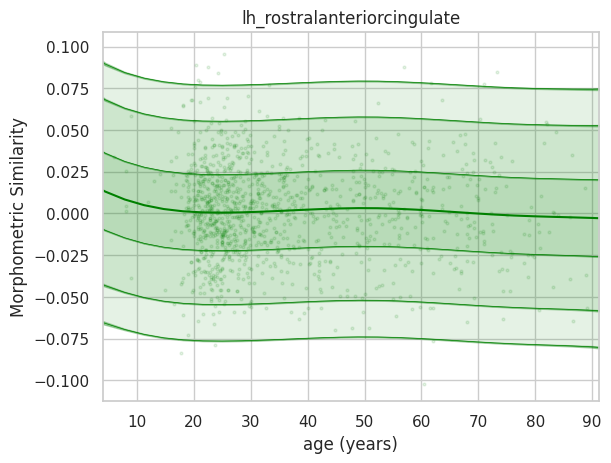 lh_rostralanteriorcingulate
Morphometric Similarity
0.100
0.075
0.050
0.025
0.000
−0.025
−0.050
−0.075
−0.100
10 20 30 40 50 60 70 80 90
age (years)